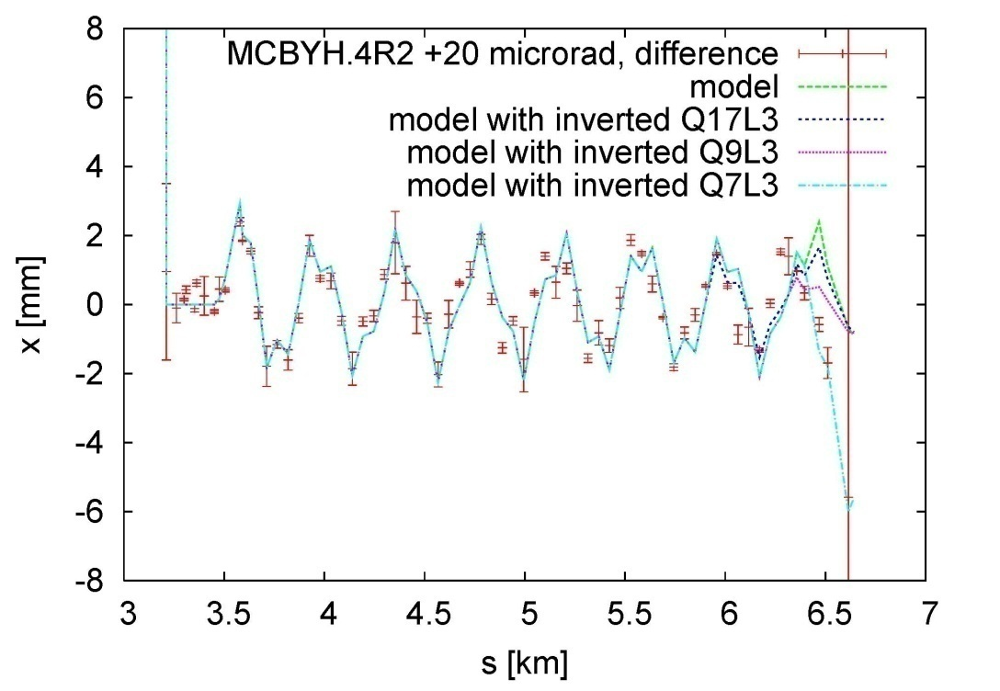 MCBYH.4R2 +20 microrad, difference
model
model with inverted Q17L3
model with inverted Q9L3
model with inverted Q7L3
8
6
4
2
0
-2
-4
-6
-8
x [mm]
3 3.5 4 4.5 5 5.5 6 6.5 7
s [km]